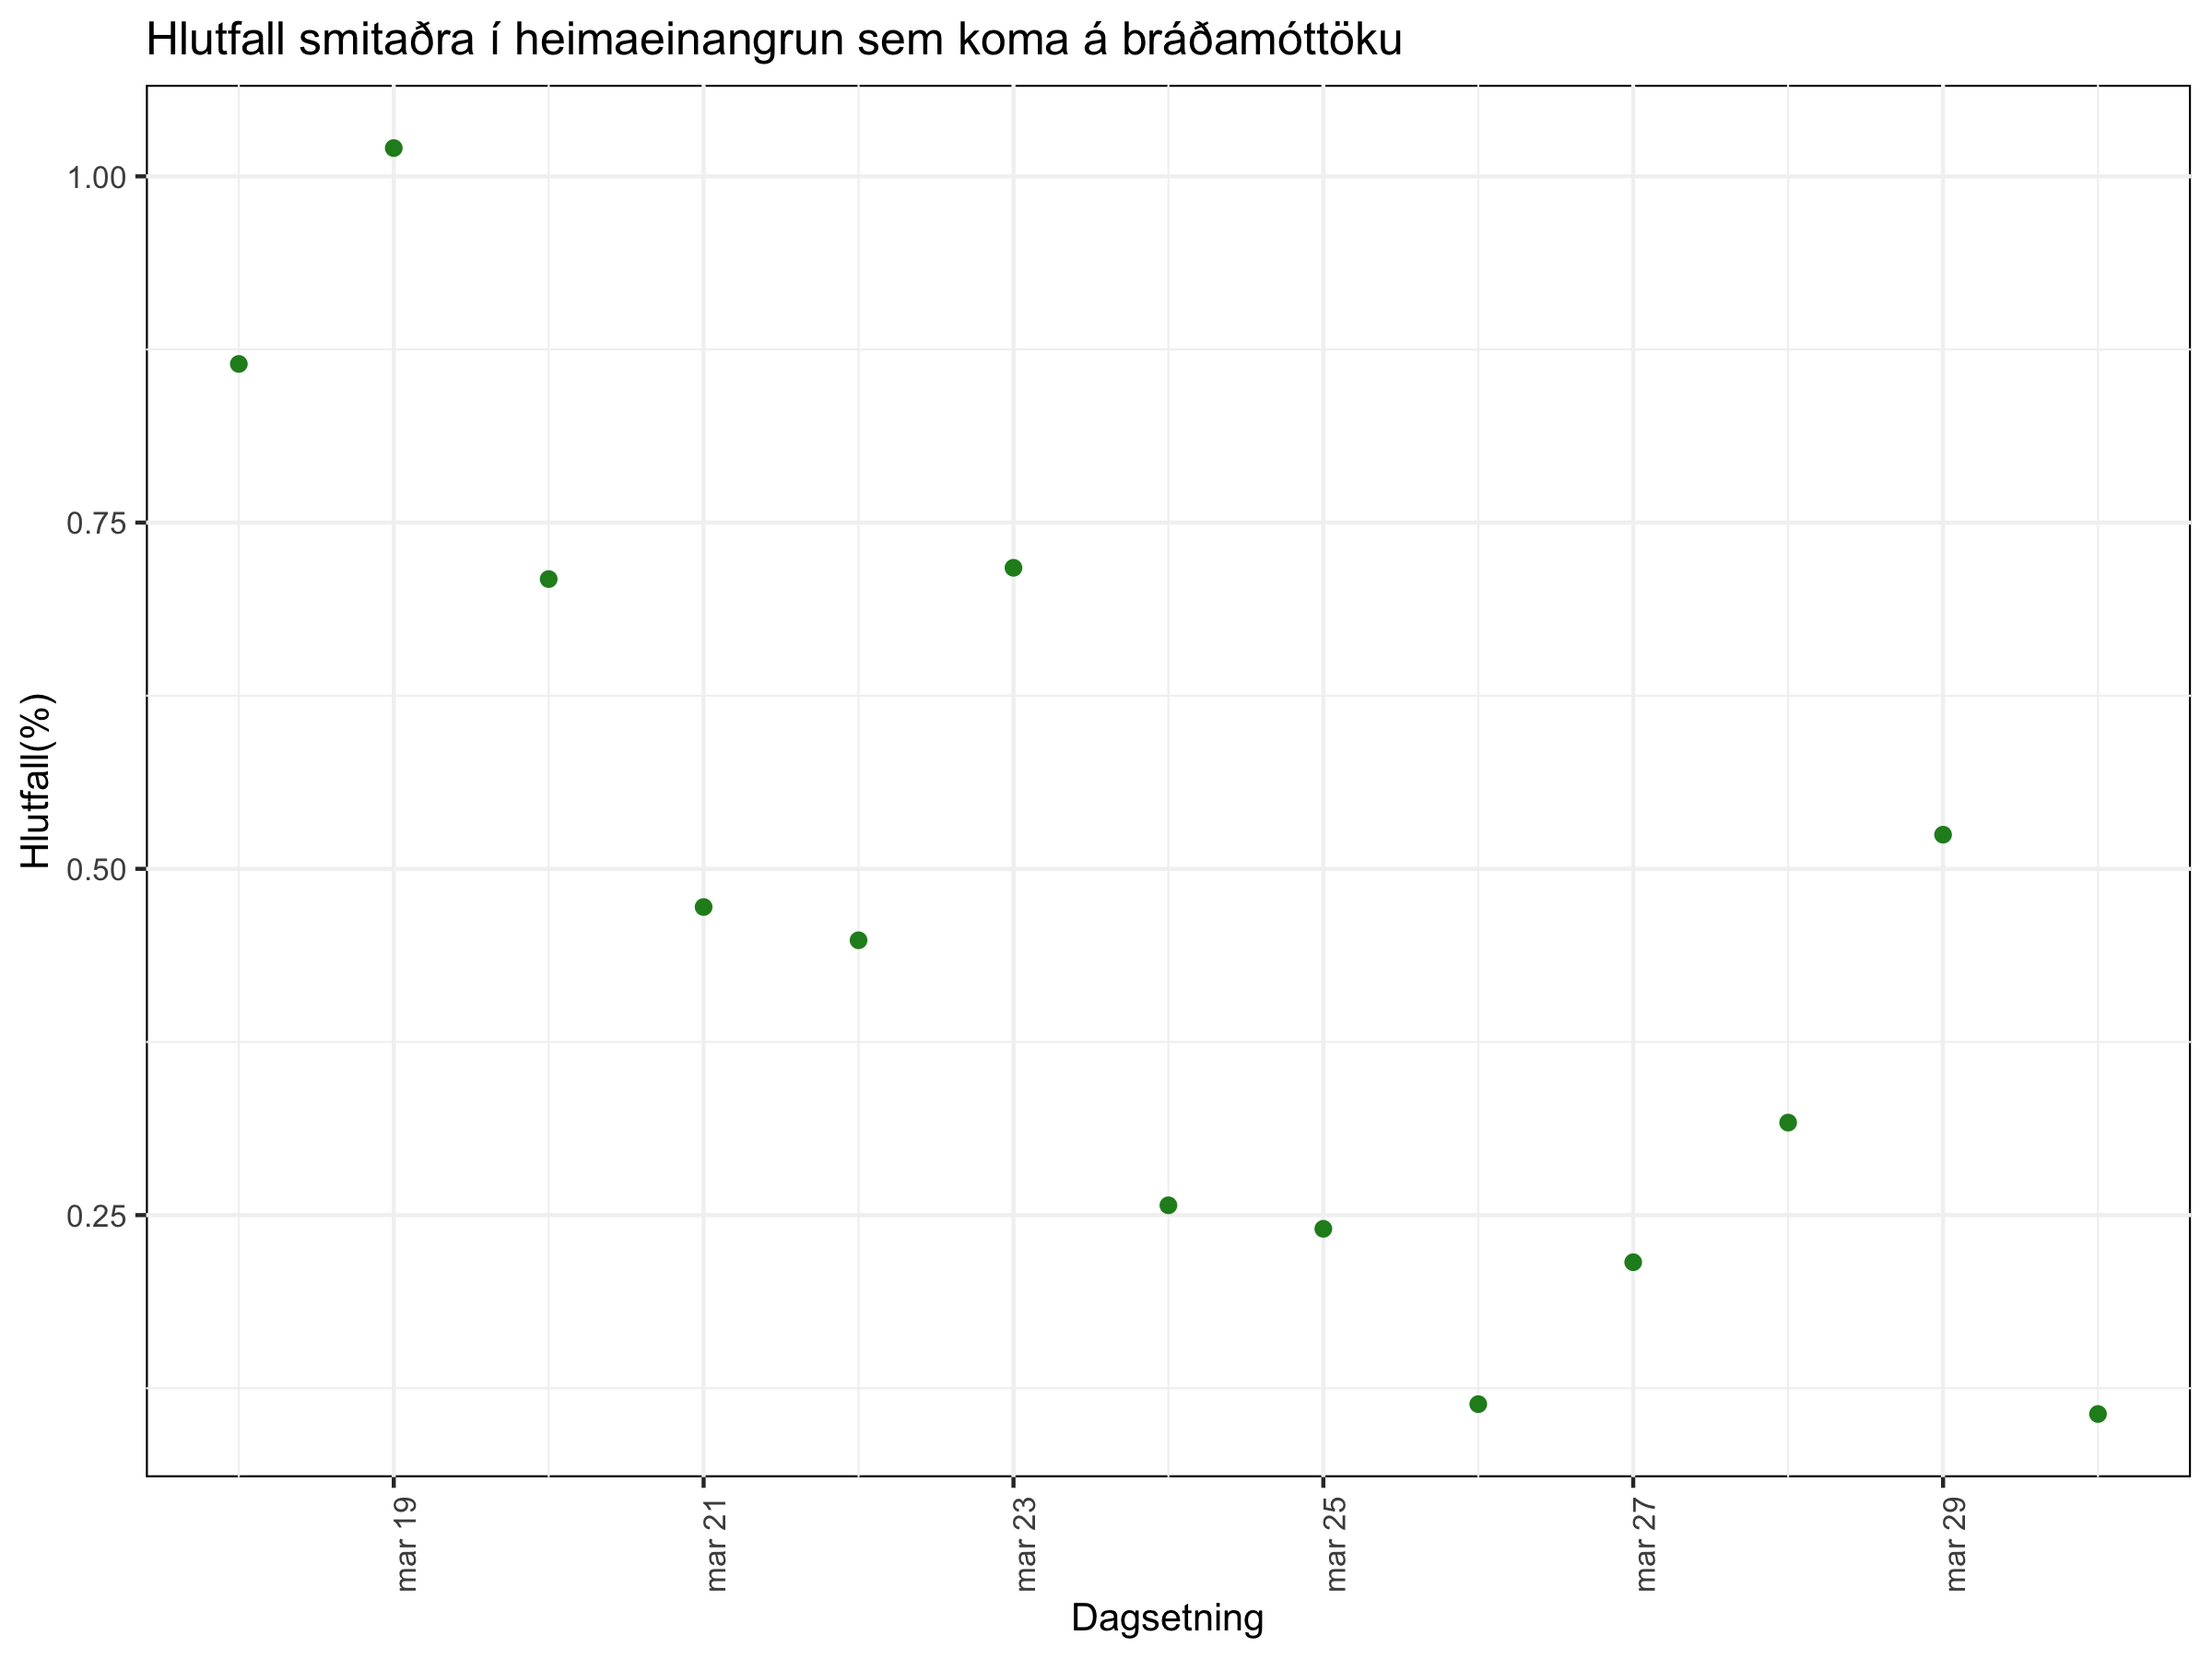 Hlutfall smitaðra í heimaeinangrun sem koma á bráðamóttöku
Hlutfall(%)
1.00
0.75
0.50
0.25
mar 19
mar 21
mar 23
mar 25
mar 27
mar 29
Dagsetning